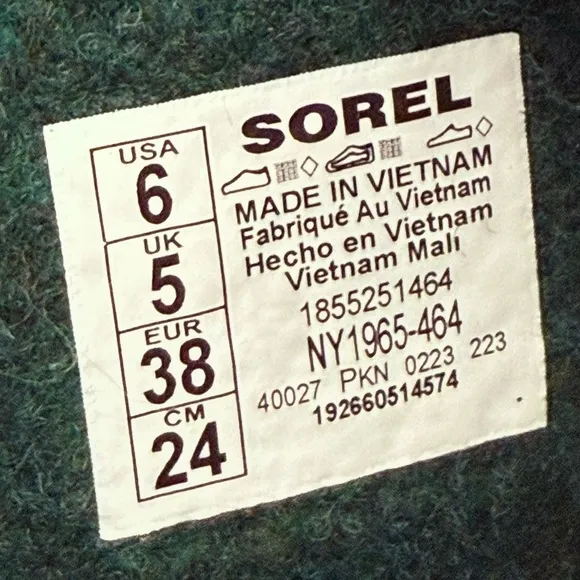 USA
6
UK
5
EUR
38
CM
24
SOREL
MADE IN VIETNAM
Fabriqué Au Vietnam
Hecho en Vietnam
Vietnam Malı
1855251464
NY1965-464
40027 PKN 0223 223
192660514574